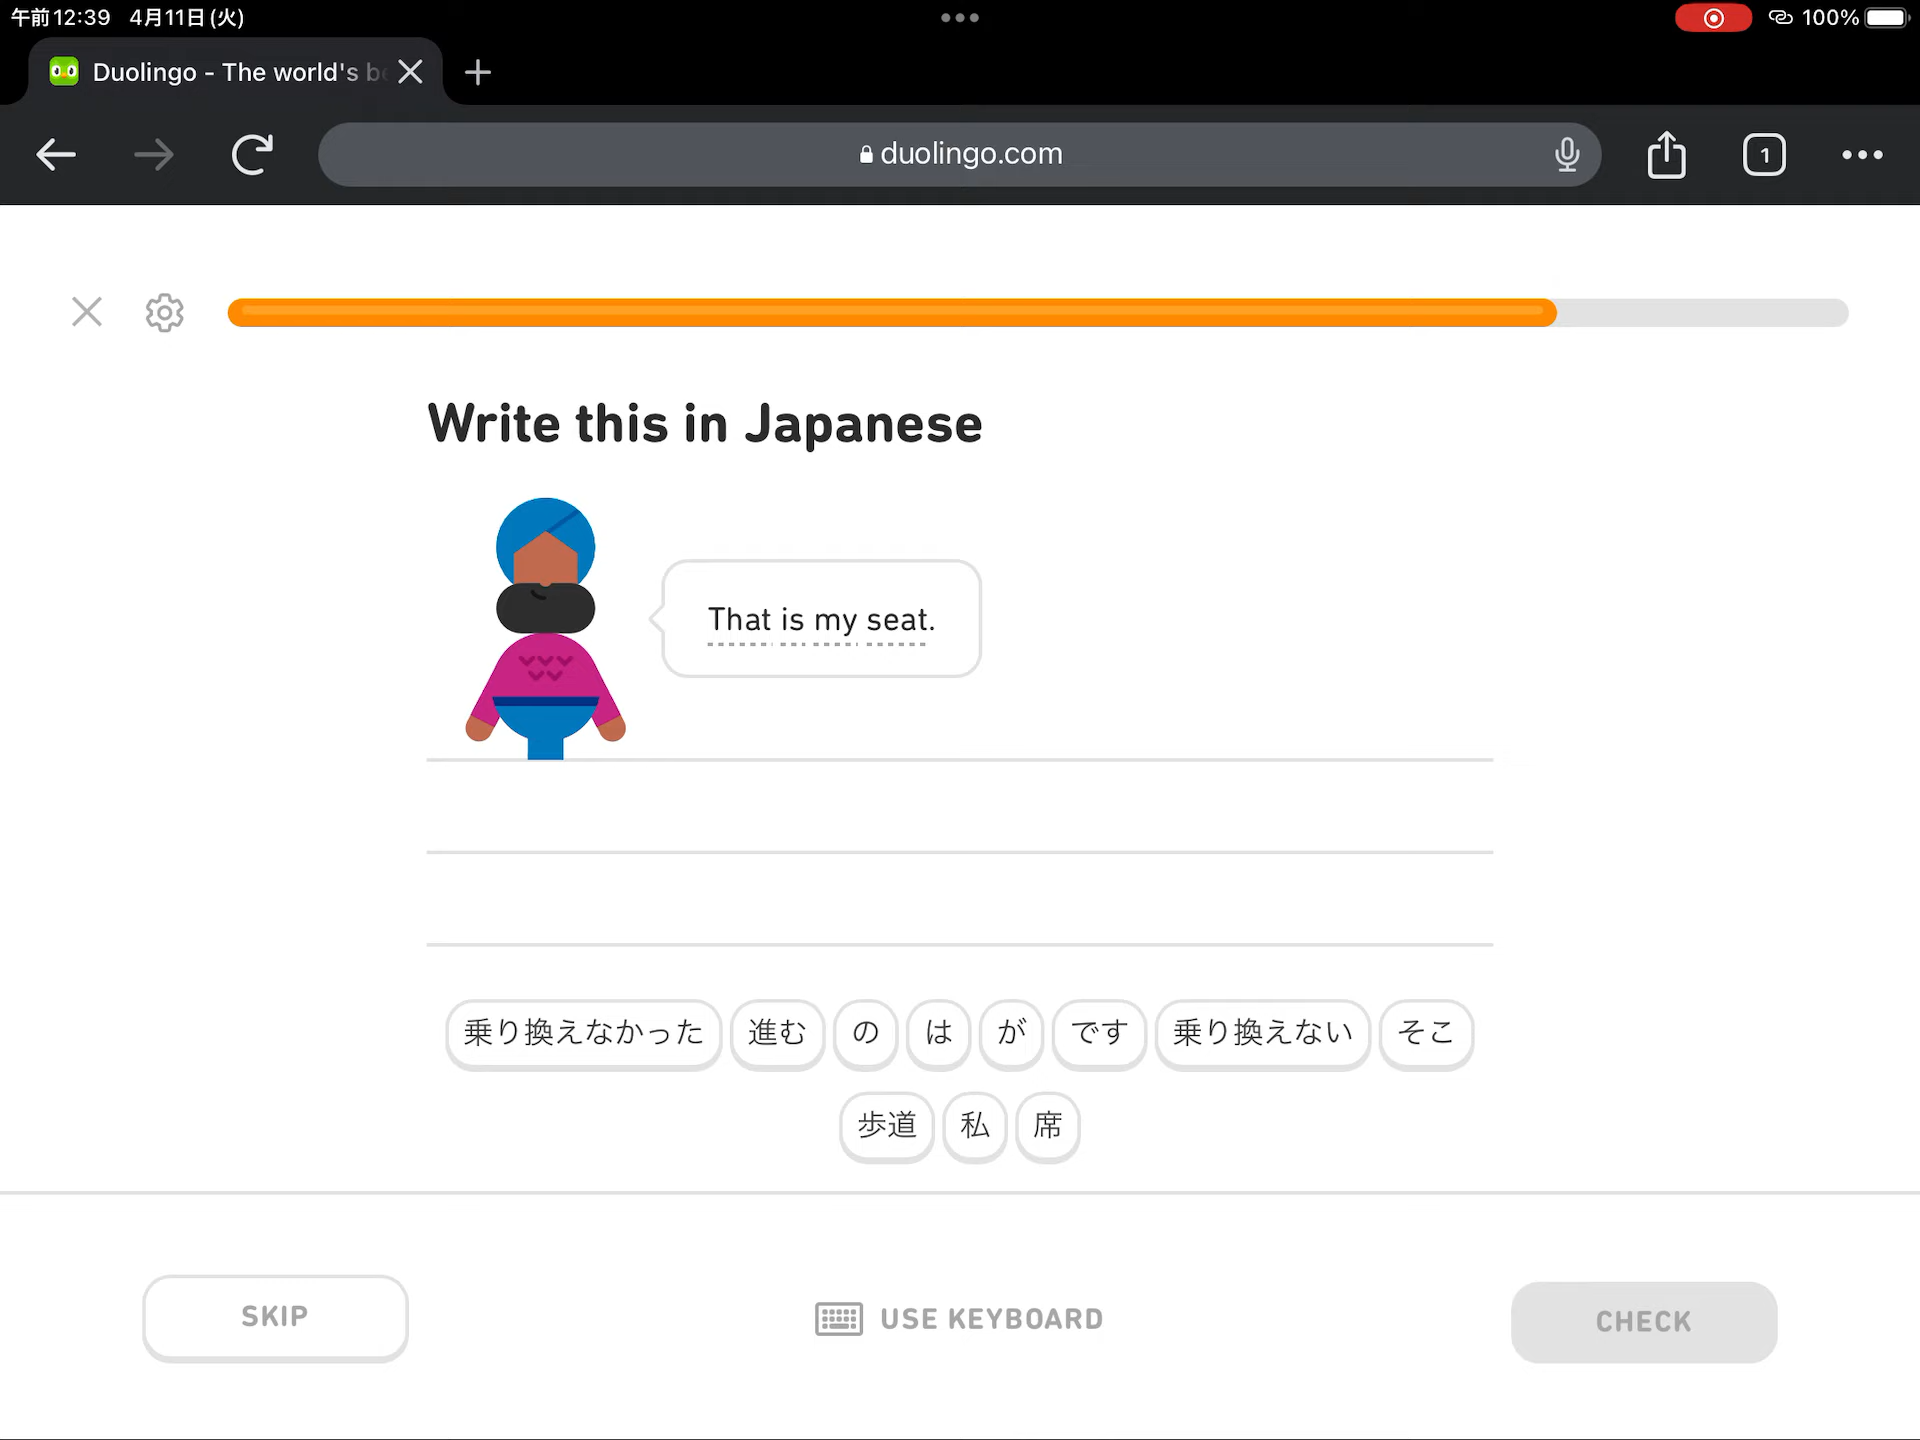 午前12:39 4月11日(火)
100%
Duolingo - The world's be
duolingo.com
1
Write this in Japanese
That is my seat.
乗り換えなかった 進む の は が です 乗り換えない そこ
歩道 私 席
SKIP
USE KEYBOARD
CHECK